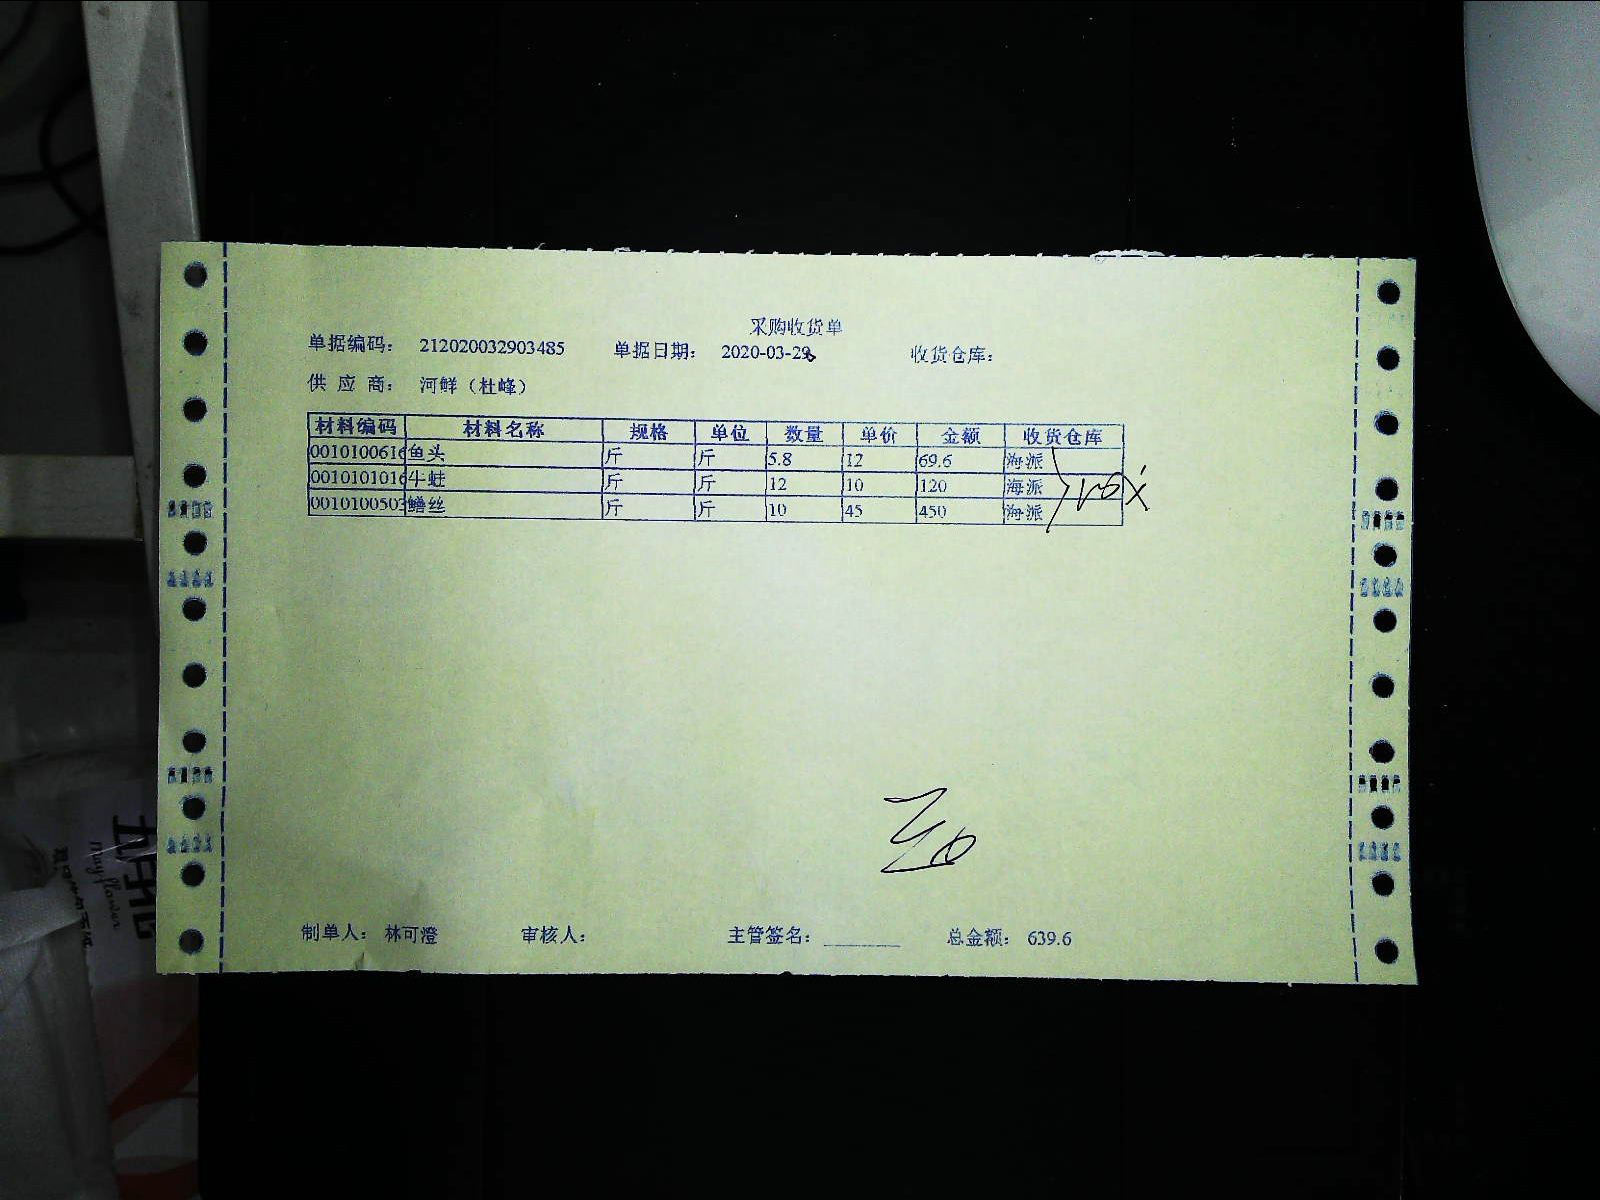 采购收货单
单据编码： 212020032903485 单据日期： 2020-03-29 收货仓库：
供 应 商： 河鲜（杜峰）
材料编码 材料名称 规格 单位 数量 单价 金额 收货仓库
0010100616 鱼头 斤 斤 5.8 12 69.6 海派
0010101016 牛蛙 斤 斤 12 10 120 海派
0010100503 鳝丝 斤 斤 10 45 450 海派
制单人： 林可澄 审核人： 主管签名： ________ 总金额： 639.6
五月花
Mayflower